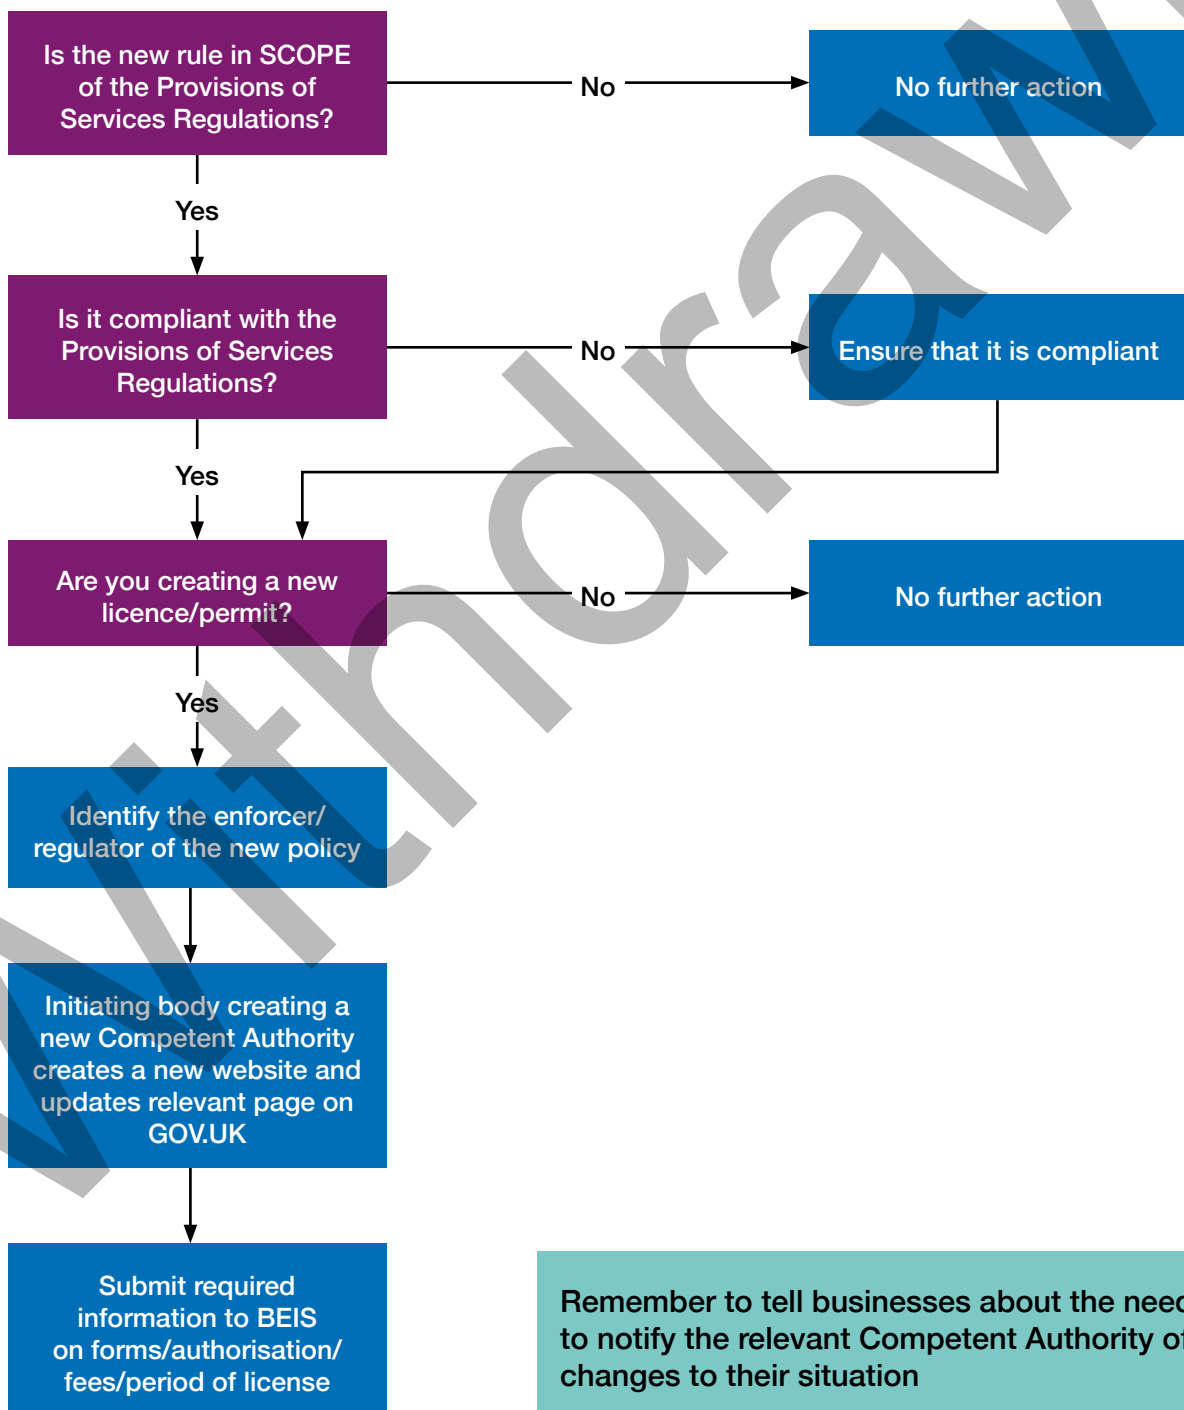 Is the new rule in SCOPE
of the Provisions of
Services Regulations?
No
No further action
Yes
Is it compliant with the
Provisions of Services
Regulations?
No
Ensure that it is compliant
Yes
Are you creating a new
licence/permit?
No
No further action
Yes
Identify the enforcer/
regulator of the new policy
Initiating body creating a
new Competent Authority
creates a new website and
updates relevant page on
GOV.UK
Submit required
information to BEIS
on forms/authorisation/
fees/period of license
Remember to tell businesses about the need
to notify the relevant Competent Authority of
changes to their situation
withdraw